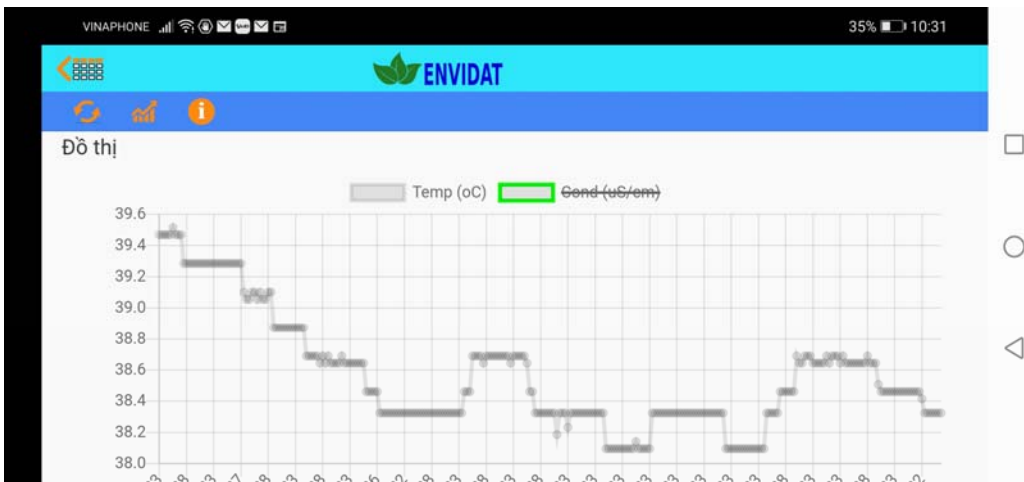 VINAPHONE
35% 10:31
ENVIDAT
Đồ thị
Temp (oC) Cond (uS/cm)
39.6
39.4
39.2
39.0
38.8
38.6
38.4
38.2
38.0